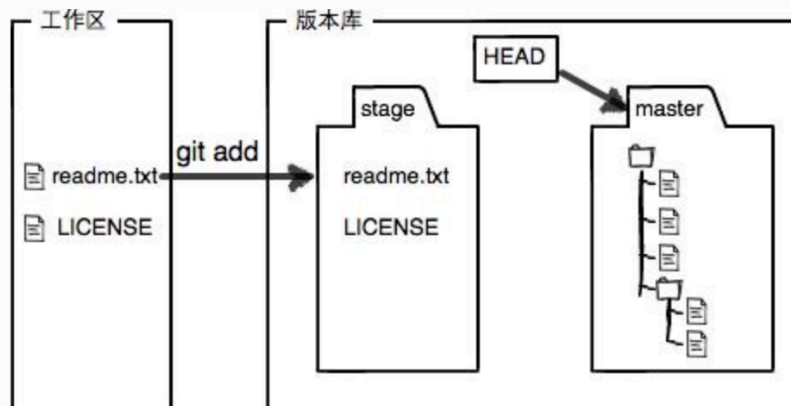 工作区
版本库
HEAD
stage
master
git add
readme.txt
readme.txt
LICENSE
LICENSE